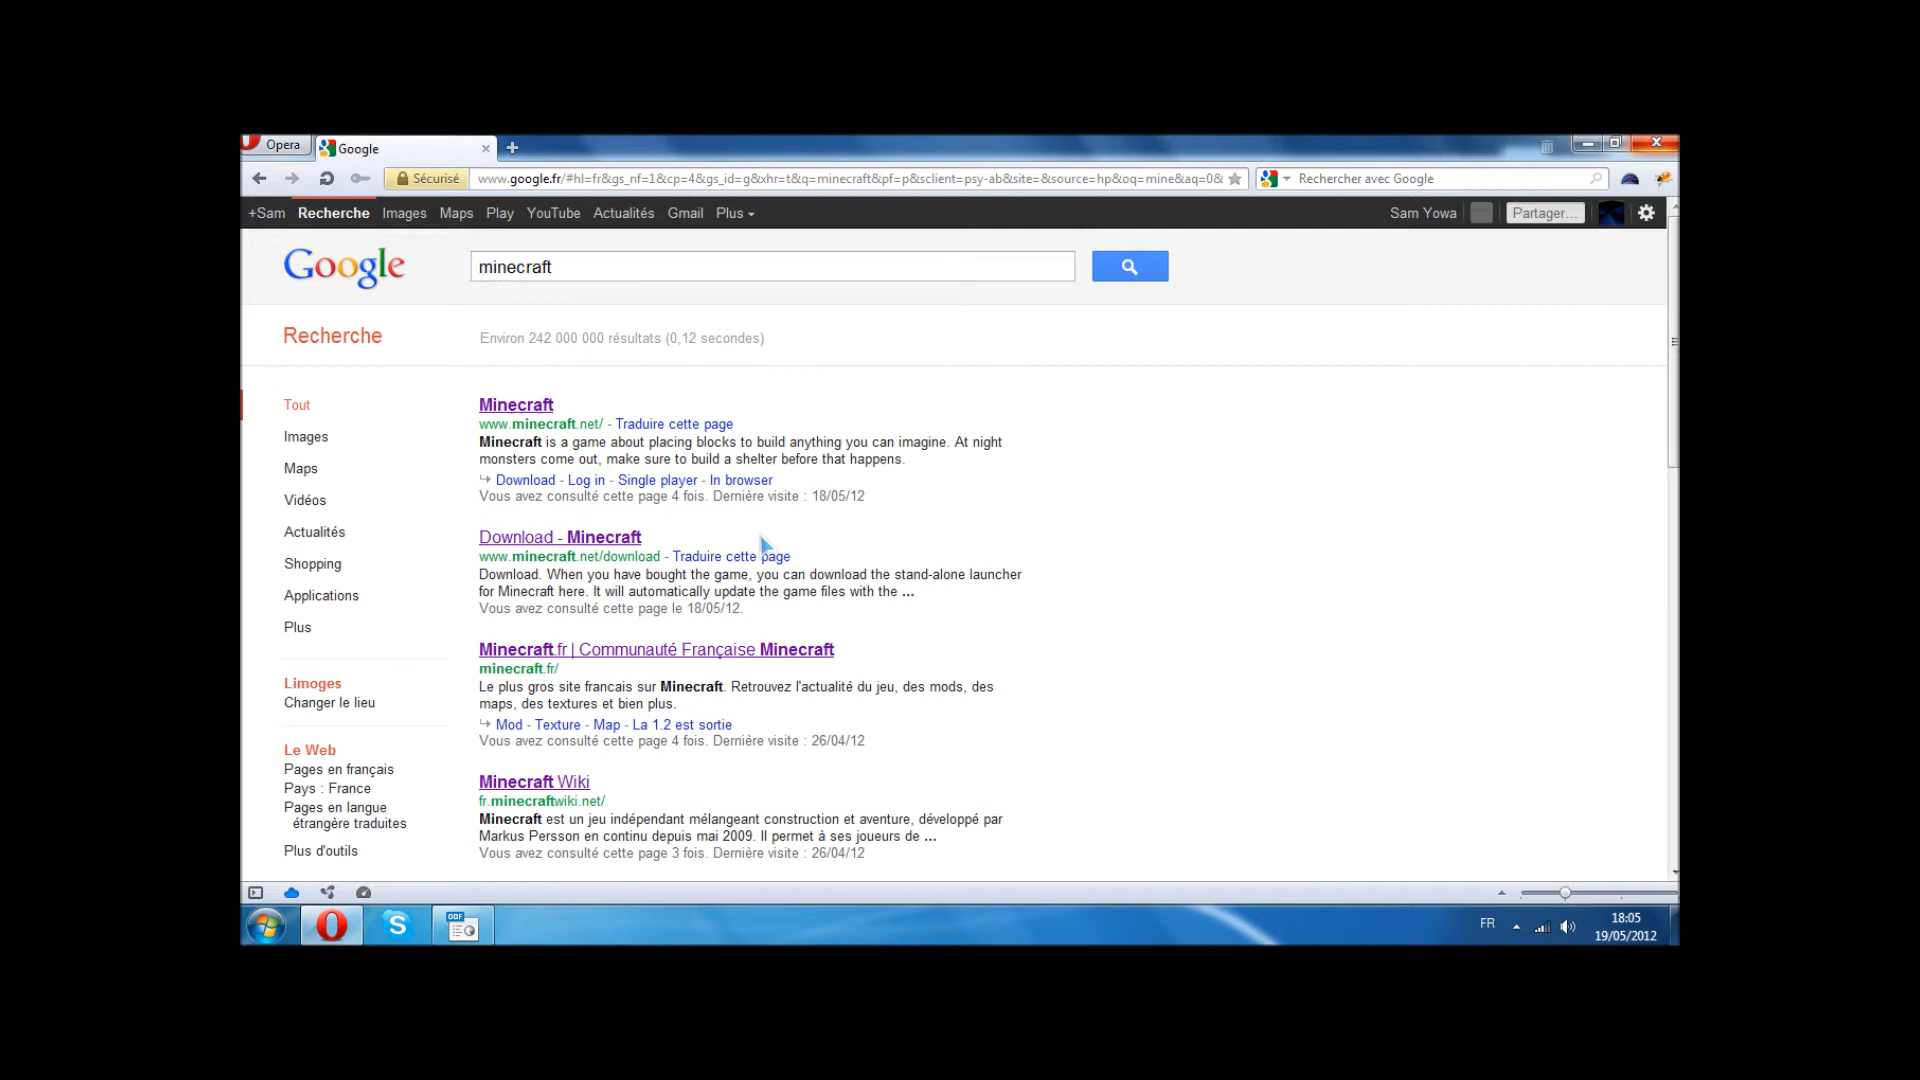 Opera
Google
Sécurisé
www.google.fr/#hl=fr&gs_nf=1&cp=4&gs_id=g&xhr=t&q=minecraft&pf=p&sclient=psy-ab&site=&source=hp&oq=mine&aq=0&
Rechercher avec Google
+Sam Recherche Images Maps Play YouTube Actualités Gmail Plus
Sam Yowa
Partager...
Google
minecraft
Recherche
Environ 242 000 000 résultats (0,12 secondes)
Tout
Images
Maps
Vidéos
Actualités
Shopping
Applications
Plus
Limoges
Changer le lieu
Le Web
Pages en français
Pays : France
Pages en langue
étrangère traduites
Plus d'outils
Minecraft
www.minecraft.net/ - Traduire cette page
Minecraft is a game about placing blocks to build anything you can imagine. At night
monsters come out, make sure to build a shelter before that happens.
Download - Log in - Single player - In browser
Vous avez consulté cette page 4 fois. Dernière visite : 18/05/12
Download - Minecraft
www.minecraft.net/download - Traduire cette page
Download. When you have bought the game, you can download the stand-alone launcher
for Minecraft here. It will automatically update the game files with the ...
Vous avez consulté cette page le 18/05/12.
Minecraft.fr | Communauté Française Minecraft
minecraft.fr/
Le plus gros site francais sur Minecraft. Retrouvez l'actualité du jeu, des mods, des
maps, des textures et bien plus.
Mod - Texture - Map - La 1.2 est sortie
Vous avez consulté cette page 4 fois. Dernière visite : 26/04/12
Minecraft Wiki
fr.minecraftwiki.net/
Minecraft est un jeu indépendant mélangeant construction et aventure, développé par
Markus Persson en continu depuis mai 2009. Il permet à ses joueurs de ...
Vous avez consulté cette page 3 fois. Dernière visite : 26/04/12
ODF
FR
18:05
19/05/2012